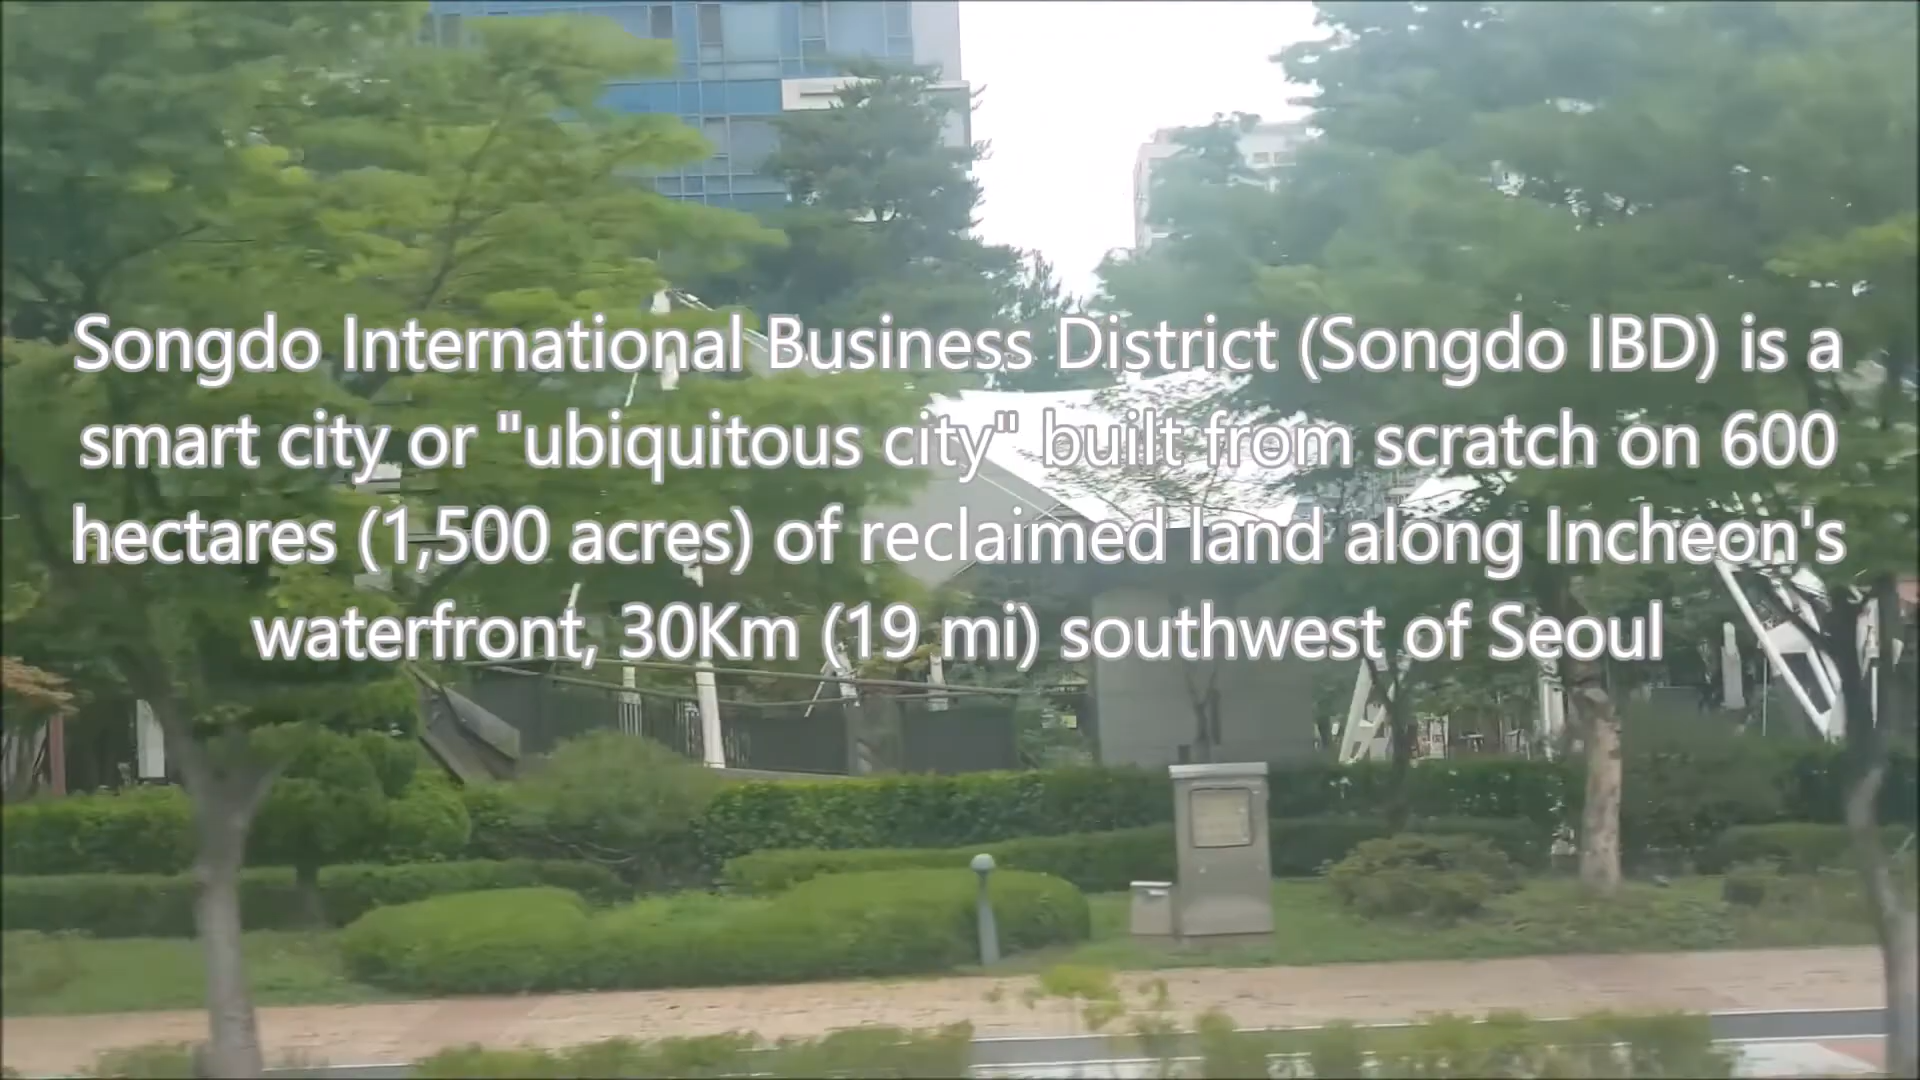 Songdo International Business District (Songdo IBD) is a
smart city or "ubiquitous city" built from scratch on 600
hectares (1,500 acres) of reclaimed land along Incheon's
waterfront, 30Km (19 mi) southwest of Seoul